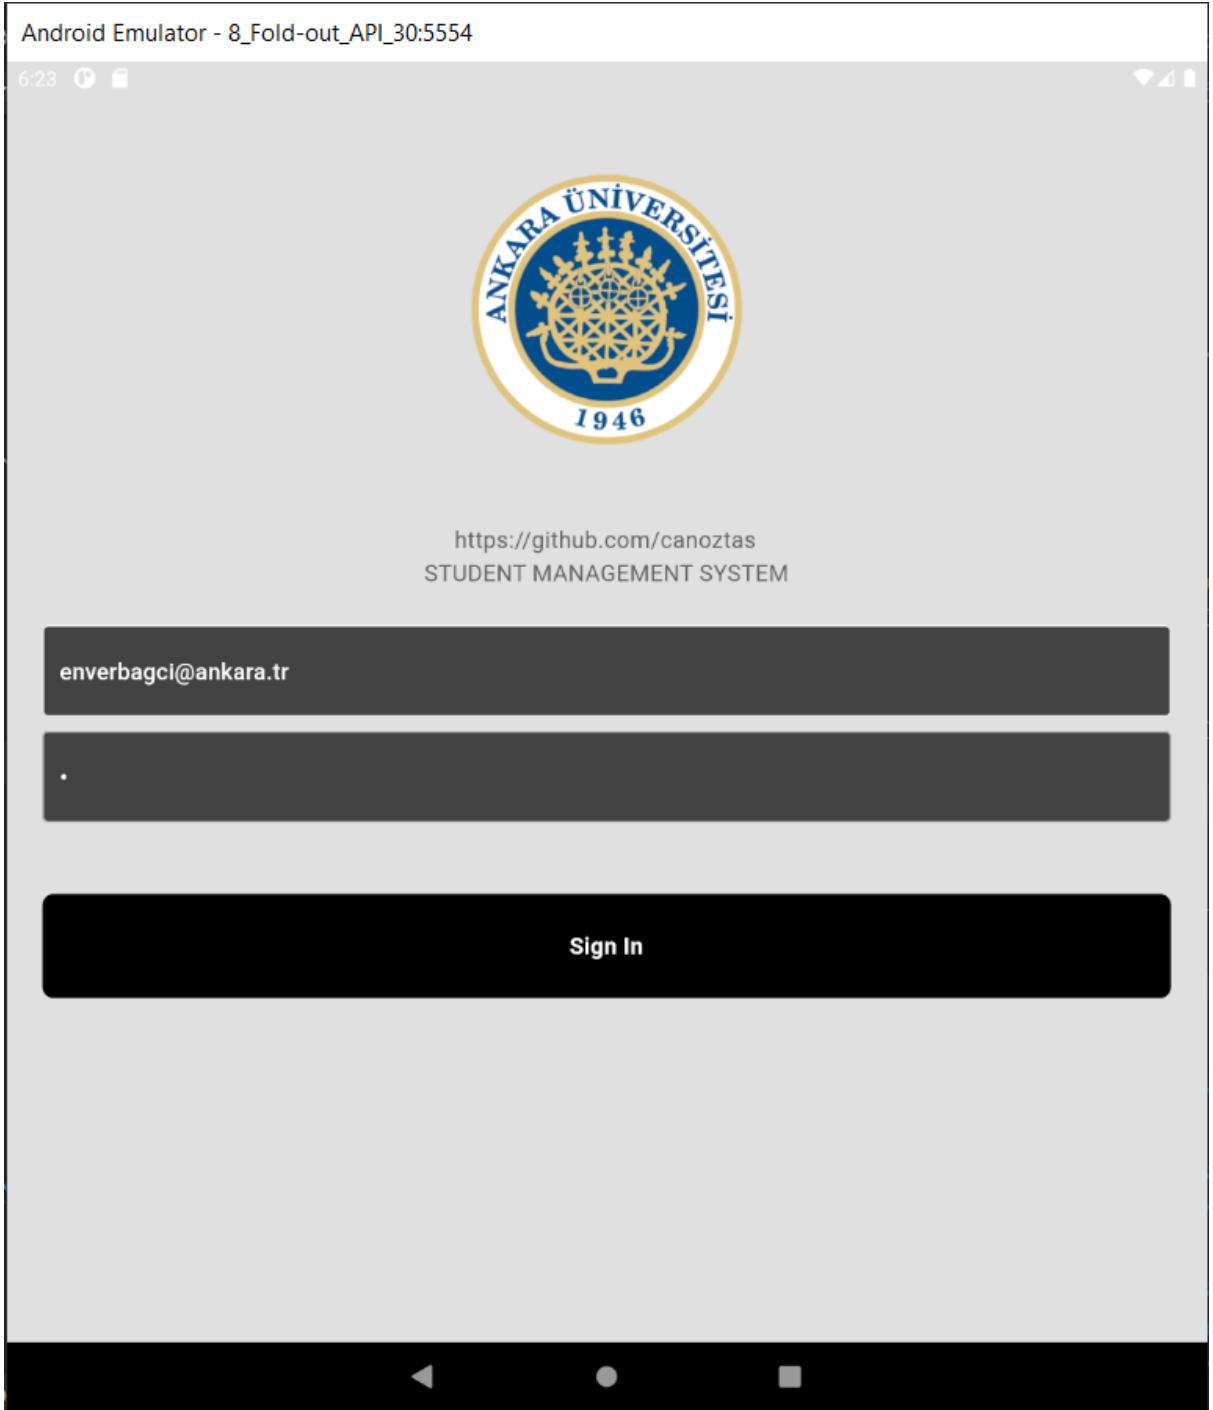 Android Emulator - 8_Fold-out_API_30:5554
6:23
ANKARA ÜNİVERSİTESİ
1946
https://github.com/canoztas
STUDENT MANAGEMENT SYSTEM
enverbagci@ankara.tr
•
Sign In